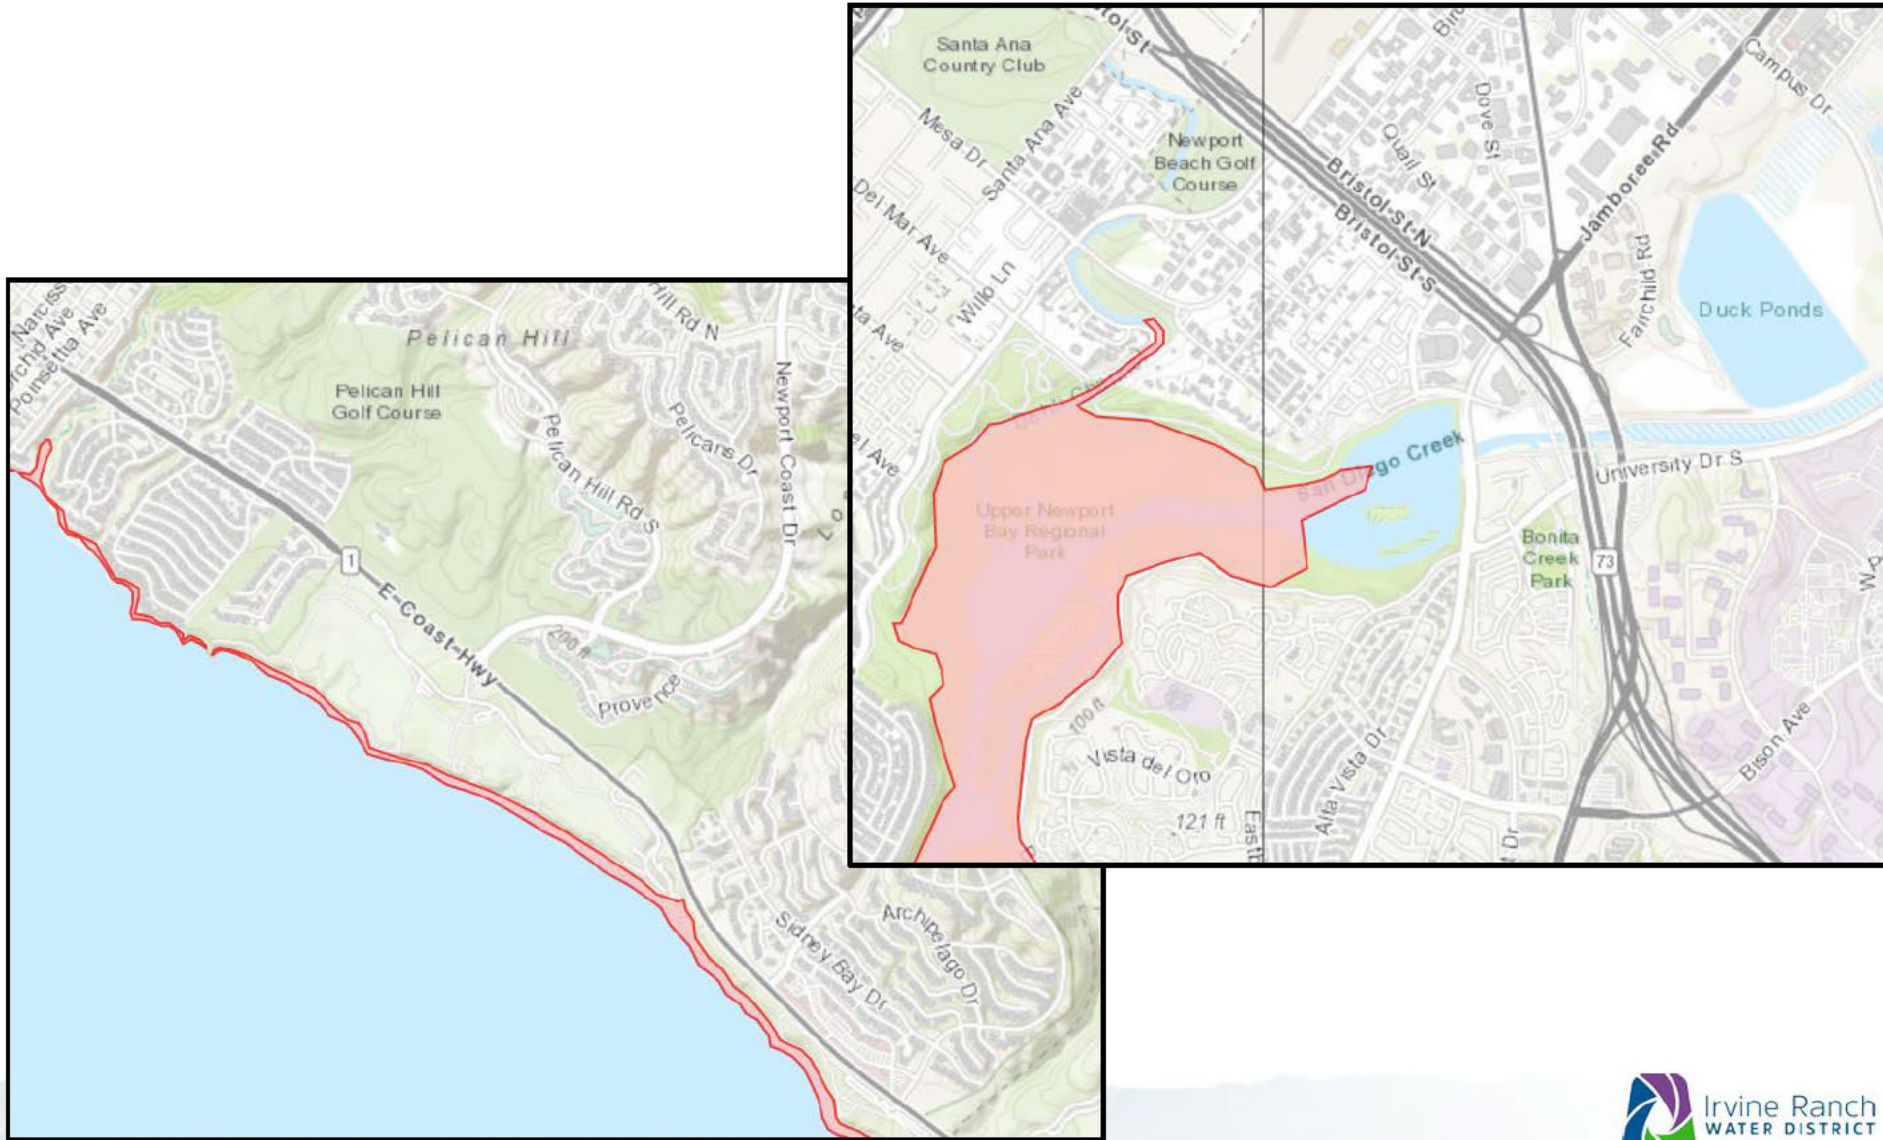 Santa Ana
Country Club
Mesa Dr
Santa Ana Ave
Newport
Beach Golf
Course
Del Mar Ave
Willo Ln
Bristol-St-N
Bristol-St-S
Quail St
Dove St
Jamboree-Rd
Campus Dr
Fairchild Rd
Duck Ponds
San Diego Creek
University Dr S
Upper Newport
Bay Regional
Park
Bonita
Creek
Park
73
100 ft
Vista del Oro
121 ft
Alta Vista Dr
Bison Ave
Narciss
Orchid Ave
Poinsettia Ave
Pelican Hill
Hill Rd N
Pelican Hill
Golf Course
Pelicans Dr
Newport Coast Dr
Pelican Hill Rd S
1
E-Coast-Hwy
200 ft
Provence
Sidney Bay Dr
Archipelago Dr
Irvine Ranch
WATER DISTRICT